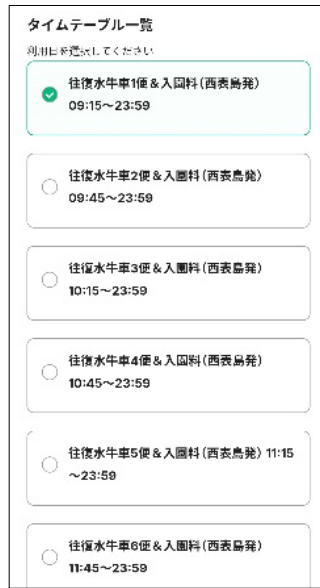 タイムテーブル一覧
利用日を選択してください
往復水牛車1便&入園料(西表島発)
09:15~23:59
往復水牛車2便&入園料(西表島発)
09:45~23:59
往復水牛車3便&入園料(西表島発)
10:15~23:59
往復水牛車4便&入園料(西表島発)
10:45~23:59
往復水牛車5便&入園料(西表島発) 11:15
~23:59
往復水牛車6便&入園料(西表島発)
11:45~23:59